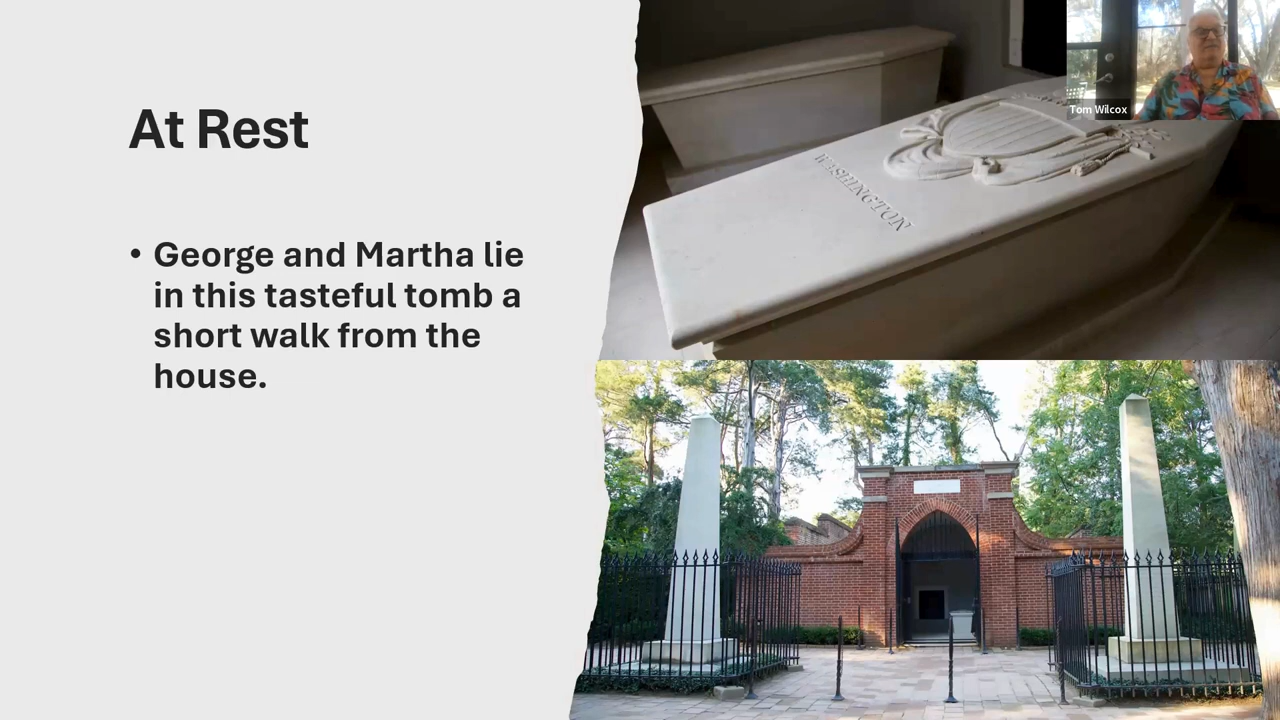 At Rest
• George and Martha lie
in this tasteful tomb a
short walk from the
house.
WASHINGTON
Tom Wilcox